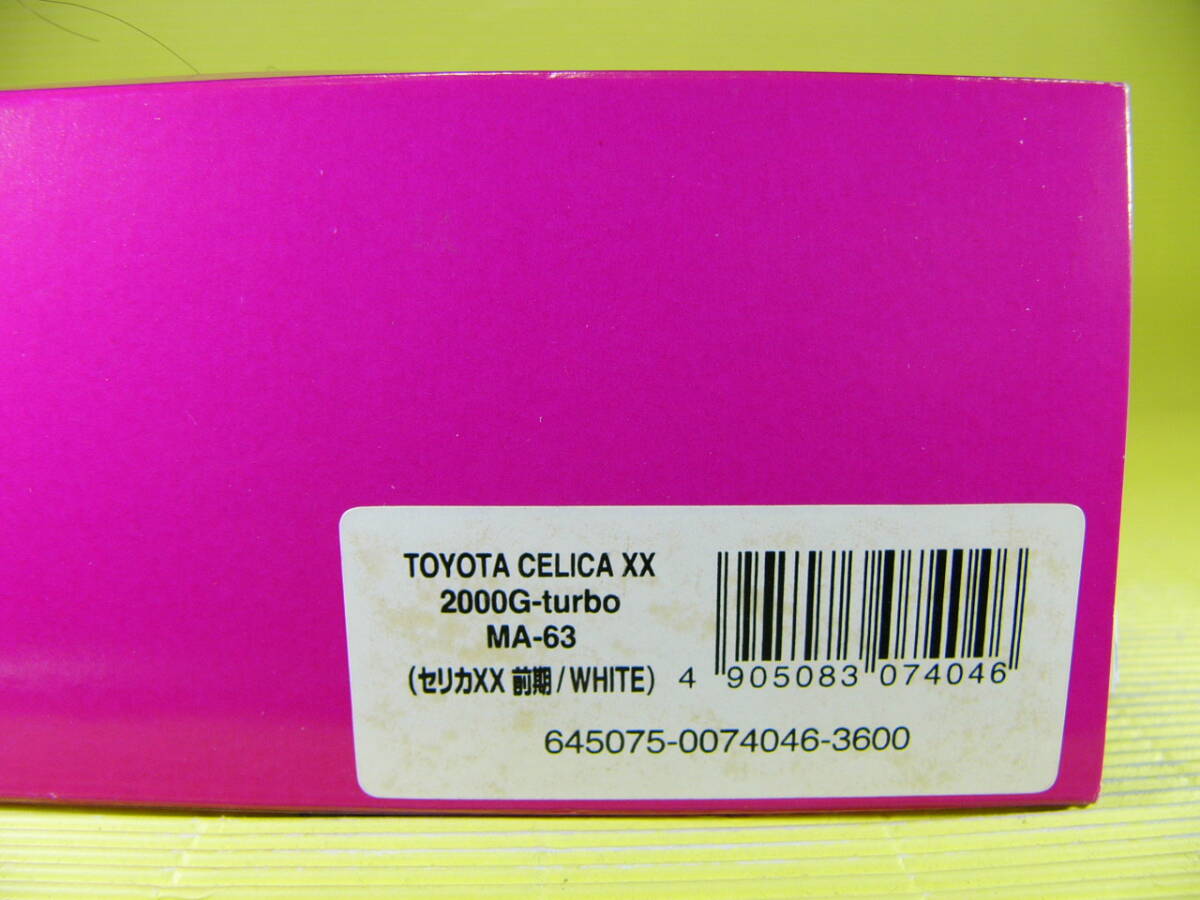 TOYOTA CELICA XX
2000G-turbo
MA-63
(セリカXX 前期/WHITE)
4 905083 074046
645075-0074046-3600